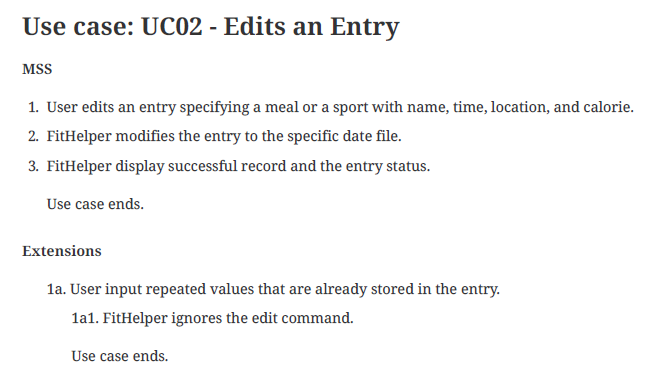 Use case: UC02 - Edits an Entry
MSS
1. User edits an entry specifying a meal or a sport with name, time, location, and calorie.
2. FitHelper modifies the entry to the specific date file.
3. FitHelper display successful record and the entry status.
Use case ends.
Extensions
1a. User input repeated values that are already stored in the entry.
1a1. FitHelper ignores the edit command.
Use case ends.